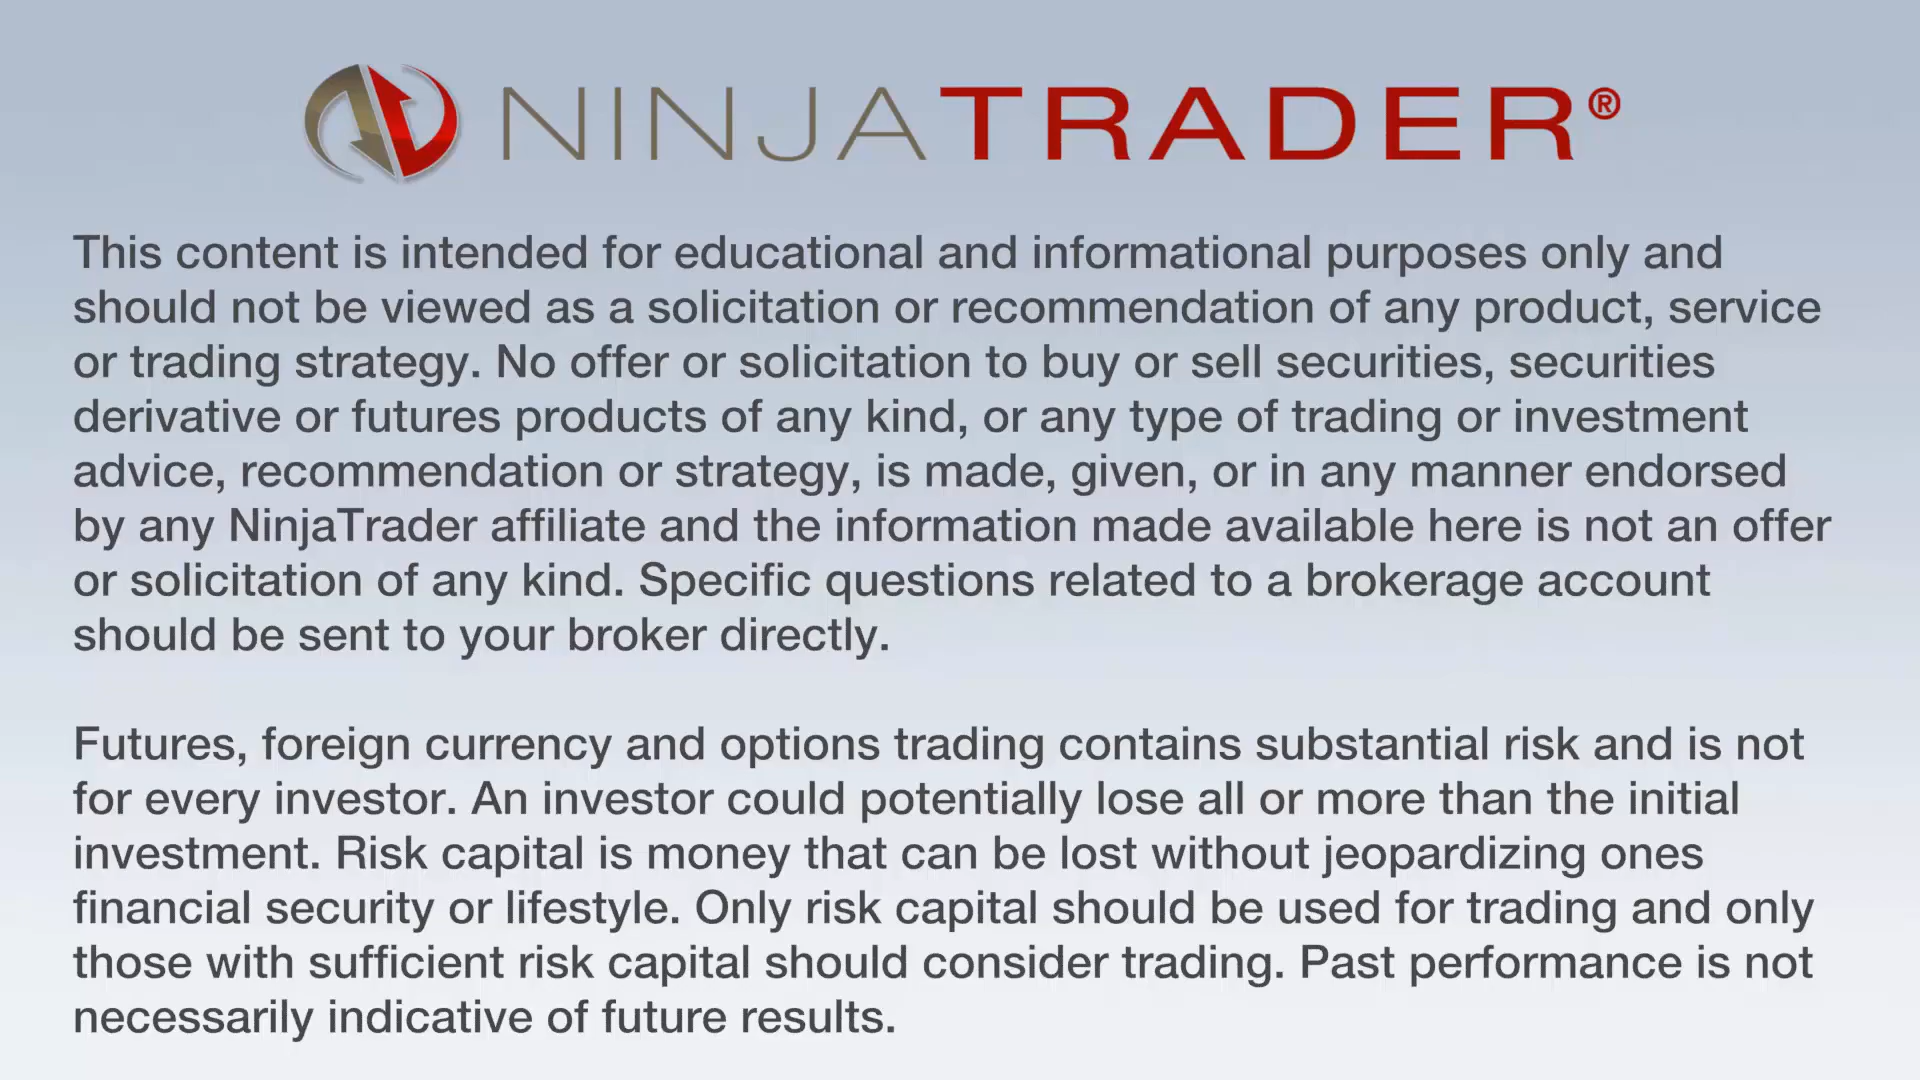 NINJATRADER®
This content is intended for educational and informational purposes only and
should not be viewed as a solicitation or recommendation of any product, service
or trading strategy. No offer or solicitation to buy or sell securities, securities
derivative or futures products of any kind, or any type of trading or investment
advice, recommendation or strategy, is made, given, or in any manner endorsed
by any NinjaTrader affiliate and the information made available here is not an offer
or solicitation of any kind. Specific questions related to a brokerage account
should be sent to your broker directly.
Futures, foreign currency and options trading contains substantial risk and is not
for every investor. An investor could potentially lose all or more than the initial
investment. Risk capital is money that can be lost without jeopardizing ones
financial security or lifestyle. Only risk capital should be used for trading and only
those with sufficient risk capital should consider trading. Past performance is not
necessarily indicative of future results.